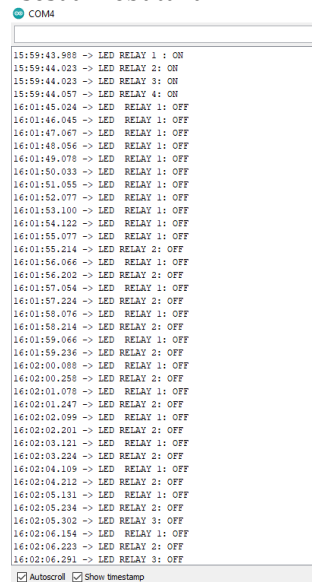 COM4
15:59:43.988 -> LED RELAY 1 : ON
15:59:44.023 -> LED RELAY 2: ON
15:59:44.023 -> LED RELAY 3: ON
15:59:44.057 -> LED RELAY 4: ON
16:01:45.024 -> LED  RELAY 1: OFF
16:01:46.045 -> LED  RELAY 1: OFF
16:01:47.067 -> LED  RELAY 1: OFF
16:01:48.056 -> LED  RELAY 1: OFF
16:01:49.078 -> LED  RELAY 1: OFF
16:01:50.033 -> LED  RELAY 1: OFF
16:01:51.055 -> LED  RELAY 1: OFF
16:01:52.077 -> LED  RELAY 1: OFF
16:01:53.100 -> LED  RELAY 1: OFF
16:01:54.122 -> LED  RELAY 1: OFF
16:01:55.077 -> LED  RELAY 1: OFF
16:01:55.214 -> LED RELAY 2: OFF
16:01:56.066 -> LED  RELAY 1: OFF
16:01:56.202 -> LED RELAY 2: OFF
16:01:57.054 -> LED  RELAY 1: OFF
16:01:57.224 -> LED RELAY 2: OFF
16:01:58.076 -> LED  RELAY 1: OFF
16:01:58.214 -> LED RELAY 2: OFF
16:01:59.066 -> LED  RELAY 1: OFF
16:01:59.236 -> LED RELAY 2: OFF
16:02:00.088 -> LED  RELAY 1: OFF
16:02:00.258 -> LED RELAY 2: OFF
16:02:01.078 -> LED  RELAY 1: OFF
16:02:01.247 -> LED RELAY 2: OFF
16:02:02.099 -> LED  RELAY 1: OFF
16:02:02.201 -> LED RELAY 2: OFF
16:02:03.121 -> LED  RELAY 1: OFF
16:02:03.224 -> LED RELAY 2: OFF
16:02:04.109 -> LED  RELAY 1: OFF
16:02:04.212 -> LED RELAY 2: OFF
16:02:05.131 -> LED  RELAY 1: OFF
16:02:05.234 -> LED RELAY 2: OFF
16:02:05.302 -> LED RELAY 3: OFF
16:02:06.154 -> LED  RELAY 1: OFF
16:02:06.223 -> LED RELAY 2: OFF
16:02:06.291 -> LED RELAY 3: OFF
Autoscroll Show timestamp